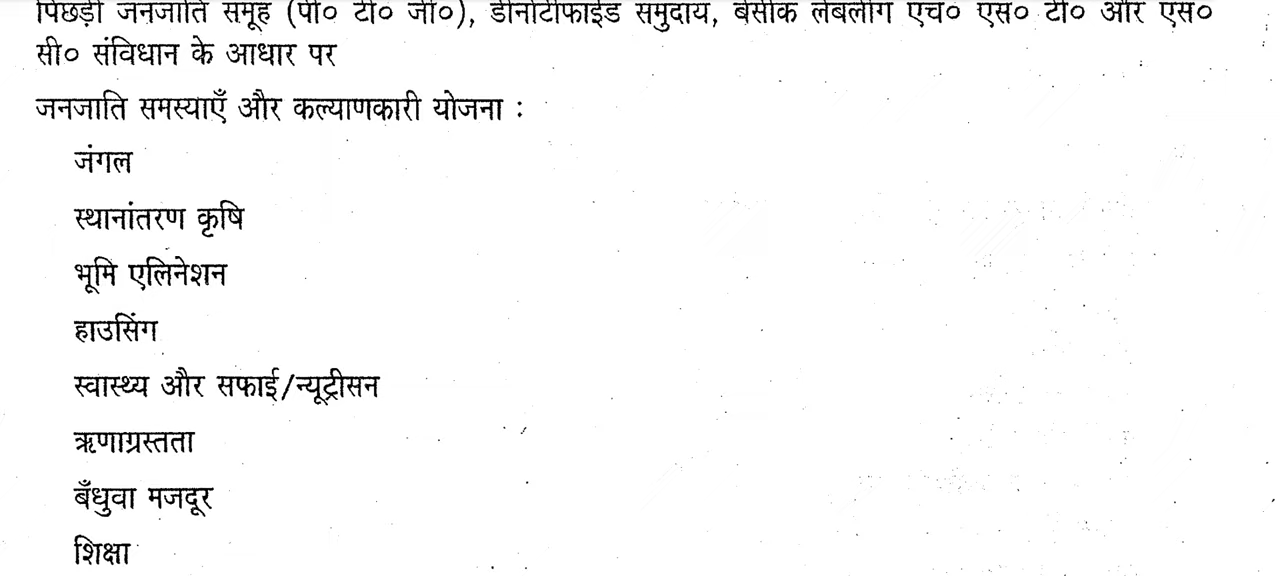 पिछड़ी जनजाति समूह (पी० टी० जी०), डीनोटीफाईड समुदाय, बेसीक लेबलींग एच० एस० टी० और एस०
सी० संविधान के आधार पर
जनजाति समस्याएँ और कल्याणकारी योजना :
जंगल
स्थानांतरण कृषि
भूमि एलिनेशन
हाउसिंग
स्वास्थ्य और सफाई/न्यूट्रीसन
ऋणाग्रस्तता
बँधुवा मजदूर
शिक्षा